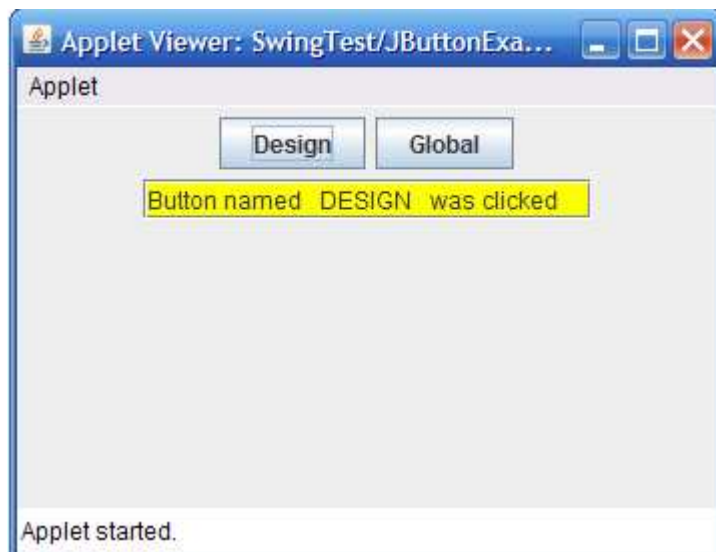 Applet Viewer: SwingTest/JButtonExa...
Applet
Design Global
Button named DESIGN was clicked
Applet started.